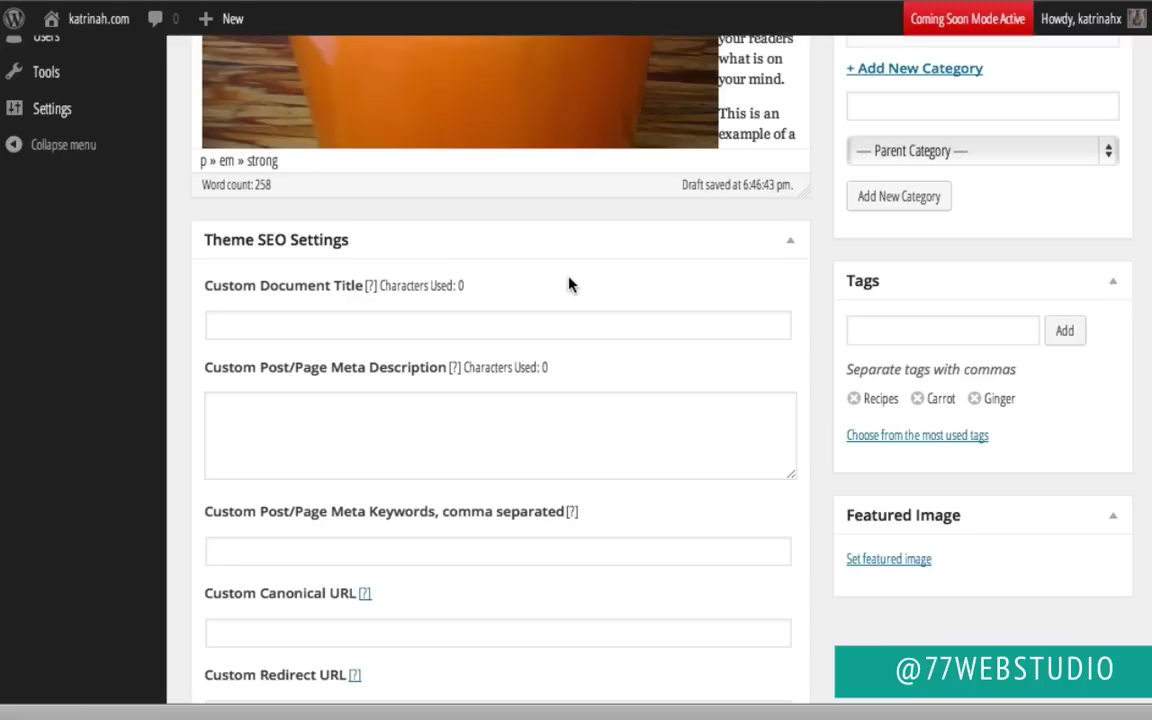 katrinah.com 0 New Coming Soon Mode Active Howdy, katrinahx
Users
Tools
Settings
Collapse menu
your readers
what is on
your mind.
This is an
example of a
p » em » strong
Word count: 258 Draft saved at 6:46:43 pm.
Theme SEO Settings
Custom Document Title [?] Characters Used: 0
Custom Post/Page Meta Description [?] Characters Used: 0
Custom Post/Page Meta Keywords, comma separated [?]
Custom Canonical URL [?]
Custom Redirect URL [?]
+ Add New Category
— Parent Category —
Add New Category
Tags
Add
Separate tags with commas
Recipes Carrot Ginger
Choose from the most used tags
Featured Image
Set featured image
@77WEBSTUDIO